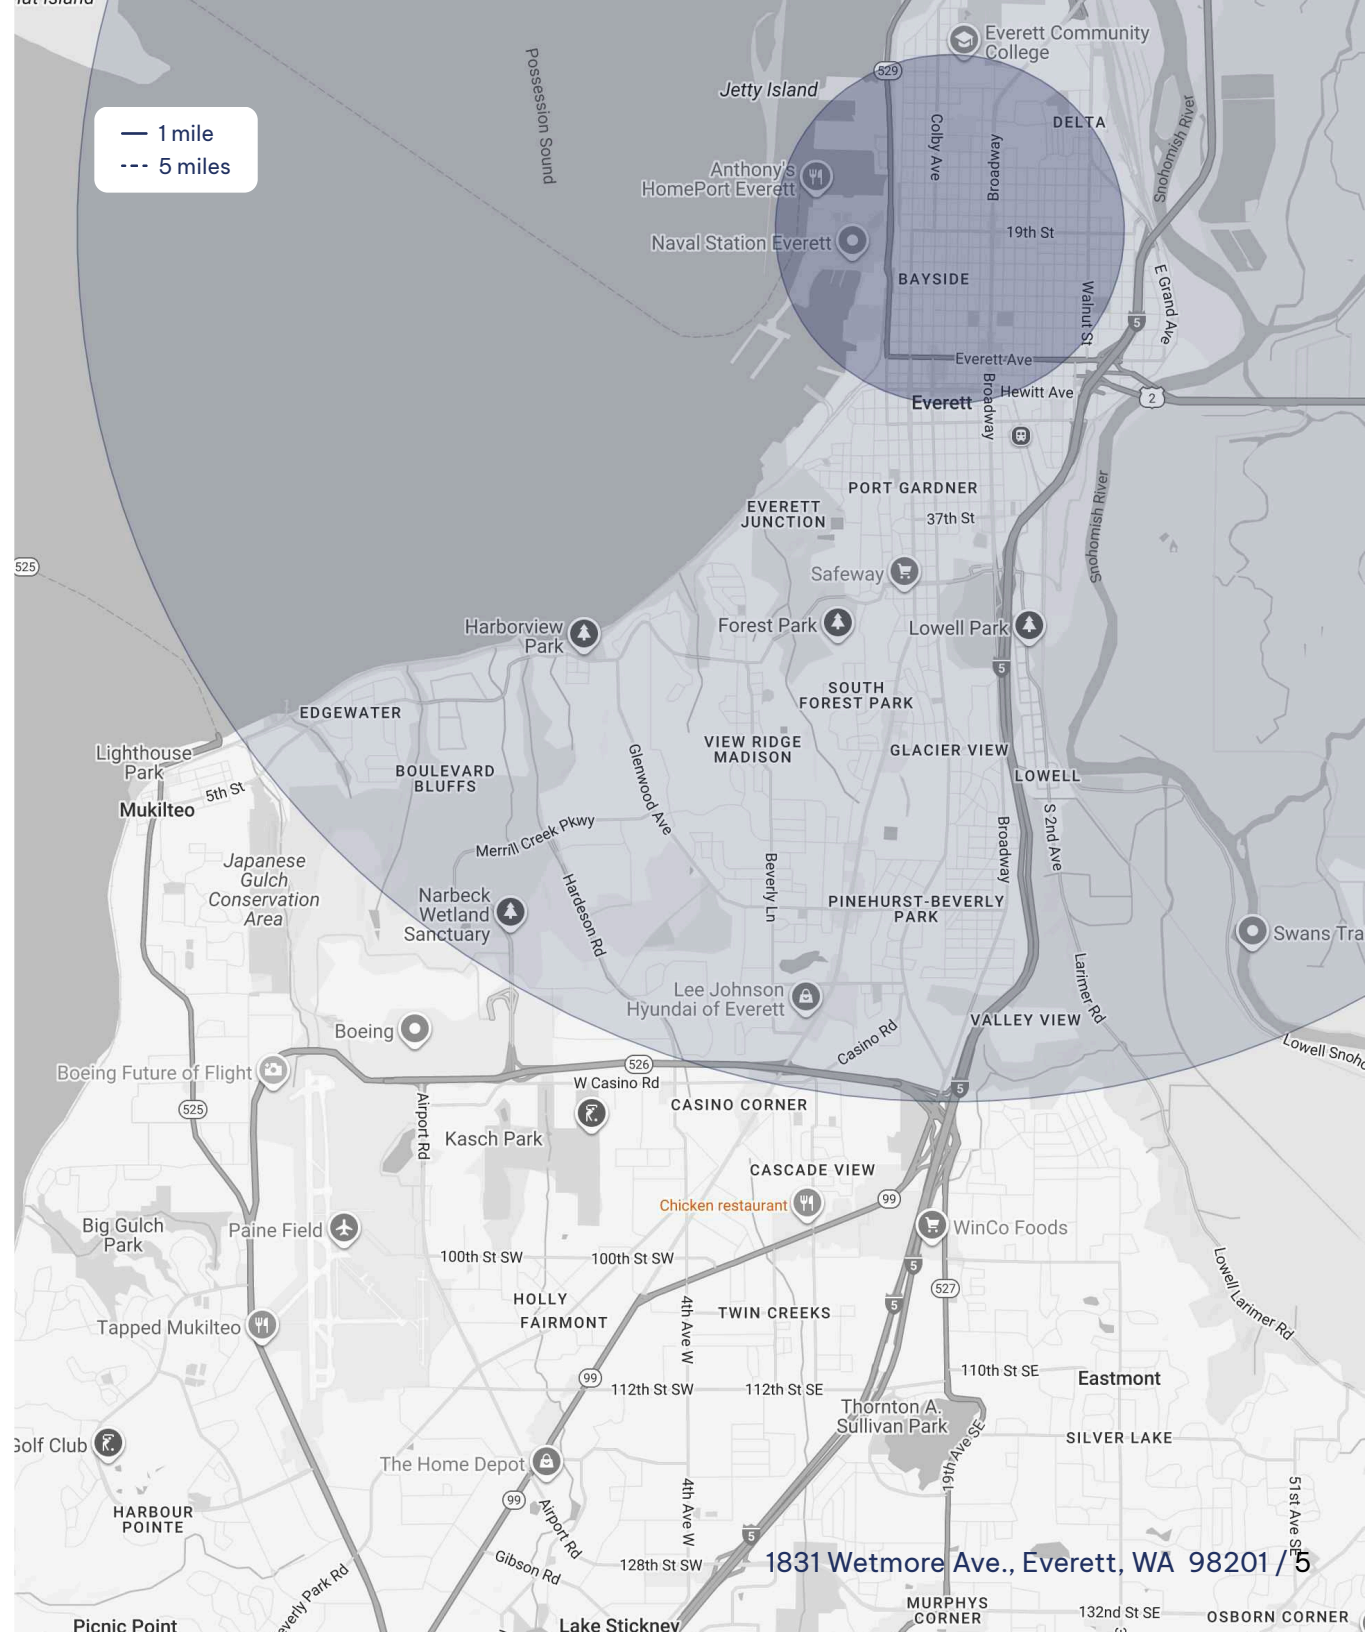 Everett Community
College
529
Jetty Island
Possession Sound
1 mile
5 miles
Colby Ave
Broadway
DELTA
Snohomish River
Anthony's
HomePort Everett
19th St
Naval Station Everett
BAYSIDE
Walnut St
E Grand Ave
5
Everett Ave
Broadway
Hewitt Ave
2
Everett
PORT GARDNER
EVERETT
JUNCTION
37th St
Snohomish River
525
Safeway
Harborview
Park
Forest Park
Lowell Park
5
SOUTH
FOREST PARK
EDGEWATER
VIEW RIDGE
MADISON
GLACIER VIEW
Lighthouse
Park
BOULEVARD
BLUFFS
LOWELL
5th St
Mukilteo
Glenwood Ave
Merrill Creek Pkwy
Broadway
S 2nd Ave
Japanese
Gulch
Conservation
Area
Beverly Ln
Narbeck
Wetland
Sanctuary
Hardeson Rd
PINEHURST-BEVERLY
PARK
Swans Tra
Larimer Rd
Lee Johnson
Hyundai of Everett
VALLEY VIEW
Boeing
Casino Rd
Lowell Snoho
Boeing Future of Flight
526
W Casino Rd
5
525
Airport Rd
CASINO CORNER
Kasch Park
CASCADE VIEW
Chicken restaurant
99
Big Gulch
Park
Paine Field
WinCo Foods
100th St SW
100th St SW
5
527
Lowell Larimer Rd
HOLLY
FAIRMONT
4th Ave W
TWIN CREEKS
5
Tapped Mukilteo
99
112th St SW
112th St SE
110th St SE
Eastmont
Thornton A.
Sullivan Park
Golf Club
19th Ave SE
SILVER LAKE
The Home Depot
99
Airport Rd
4th Ave W
51st Ave SE
HARBOUR
POINTE
5
Gibson Rd
128th St SW
1831 Wetmore Ave., Everett, WA 98201 / 5
everly Park Rd
MURPHYS
CORNER
132nd St SE
OSBORN CORNER
Picnic Point
Lake Stickney